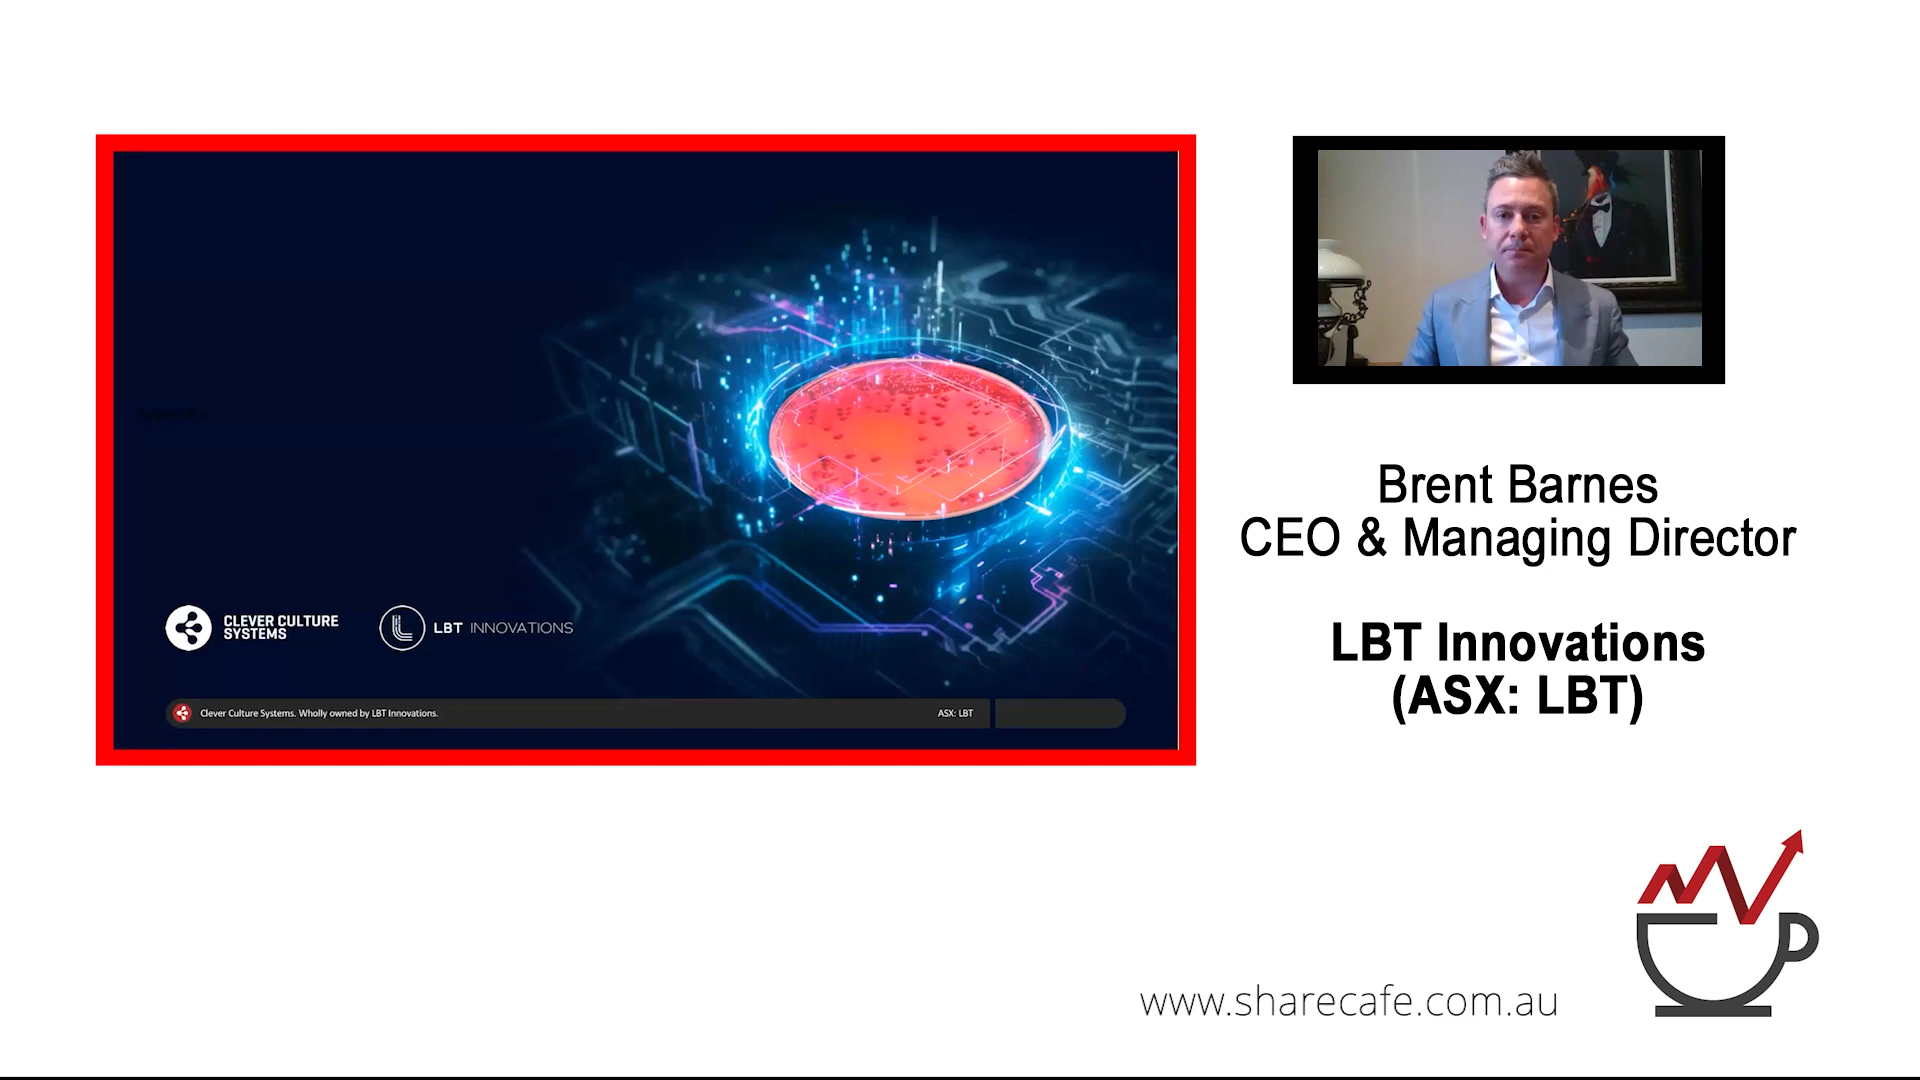 CLEVER CULTURE
SYSTEMS
LBT INNOVATIONS
Clever Culture Systems. Wholly owned by LBT Innovations.
ASX: LBT
Brent Barnes
CEO & Managing Director
LBT Innovations
(ASX: LBT)
www.sharecafe.com.au